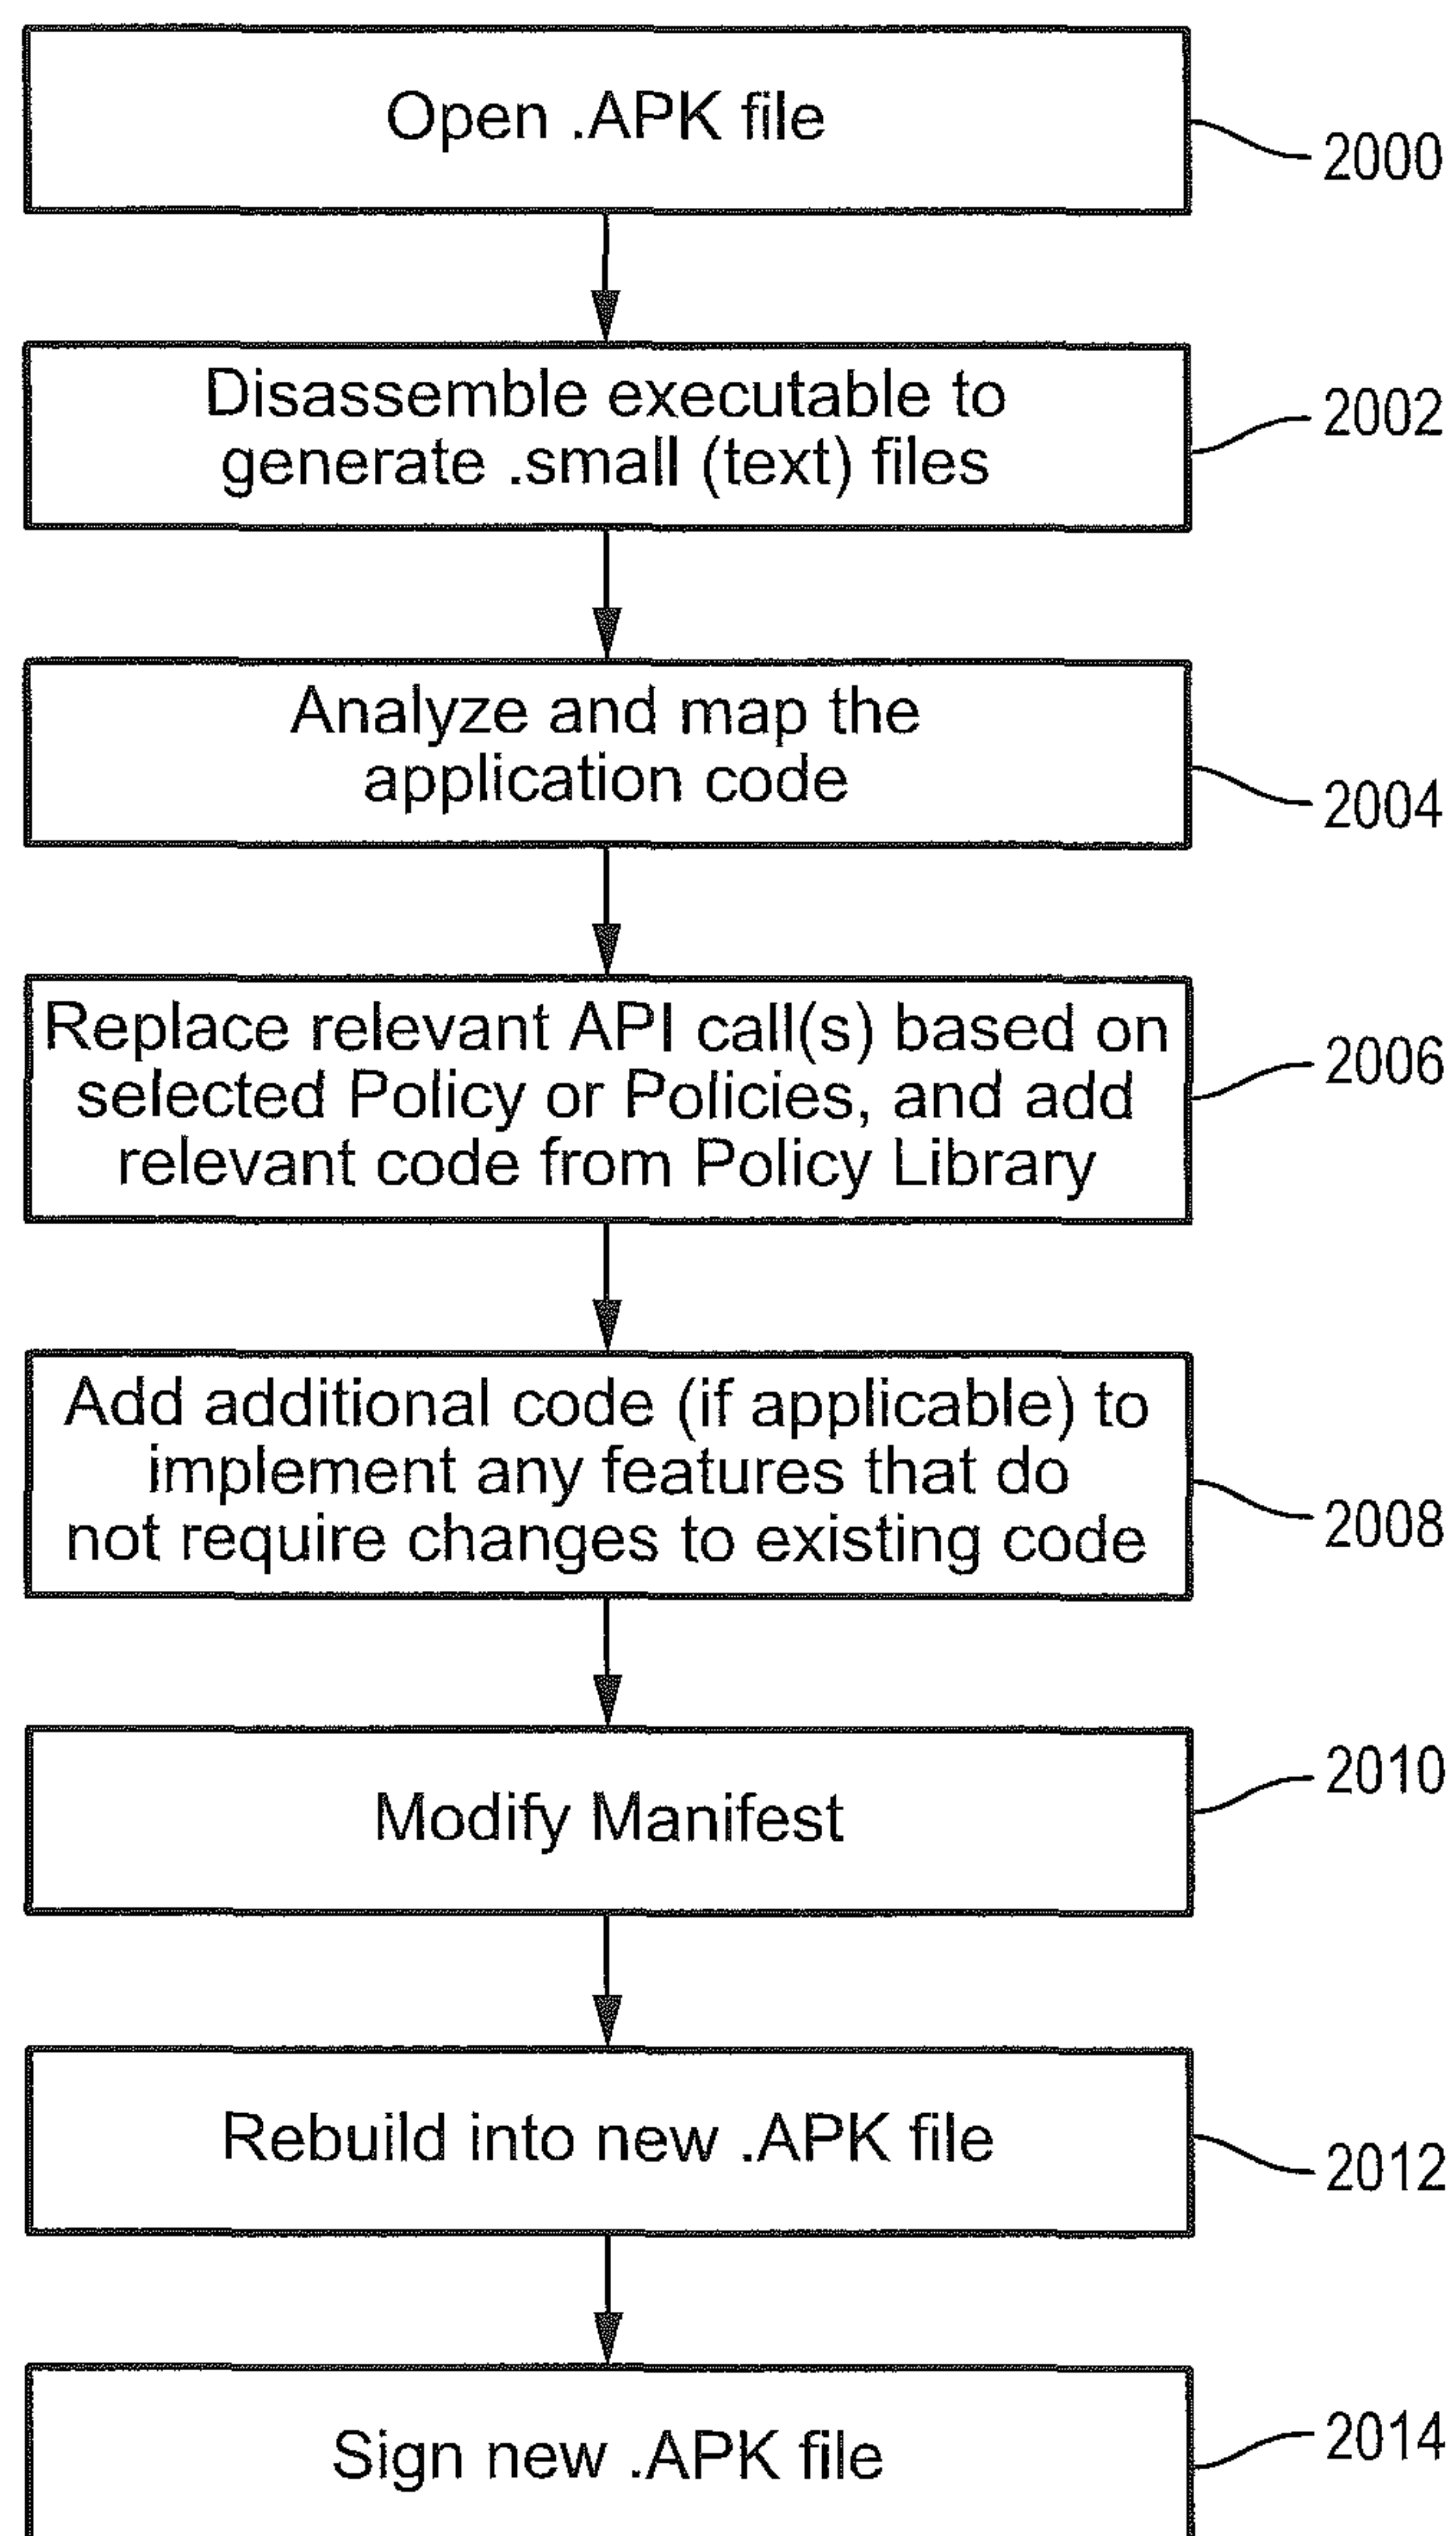 Open .APK file
2000
Disassemble executable to
generate .small (text) files
2002
Analyze and map the
application code
2004
Replace relevant API call(s) based on
selected Policy or Policies, and add
relevant code from Policy Library
2006
Add additional code (if applicable) to
implement any features that do
not require changes to existing code
2008
Modify Manifest
2010
Rebuild into new .APK file
2012
Sign new .APK file
2014